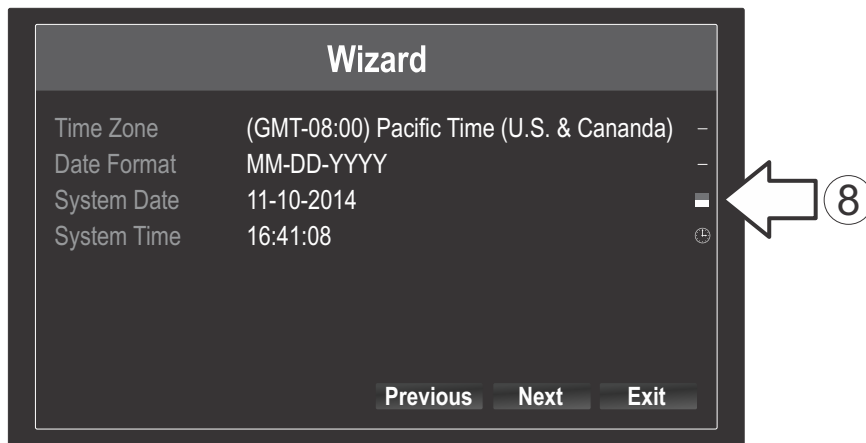 Wizard
Time Zone (GMT-08:00) Pacific Time (U.S. & Cananda) –
Date Format MM-DD-YYYY –
System Date 11-10-2014
8
System Time 16:41:08
Previous Next Exit